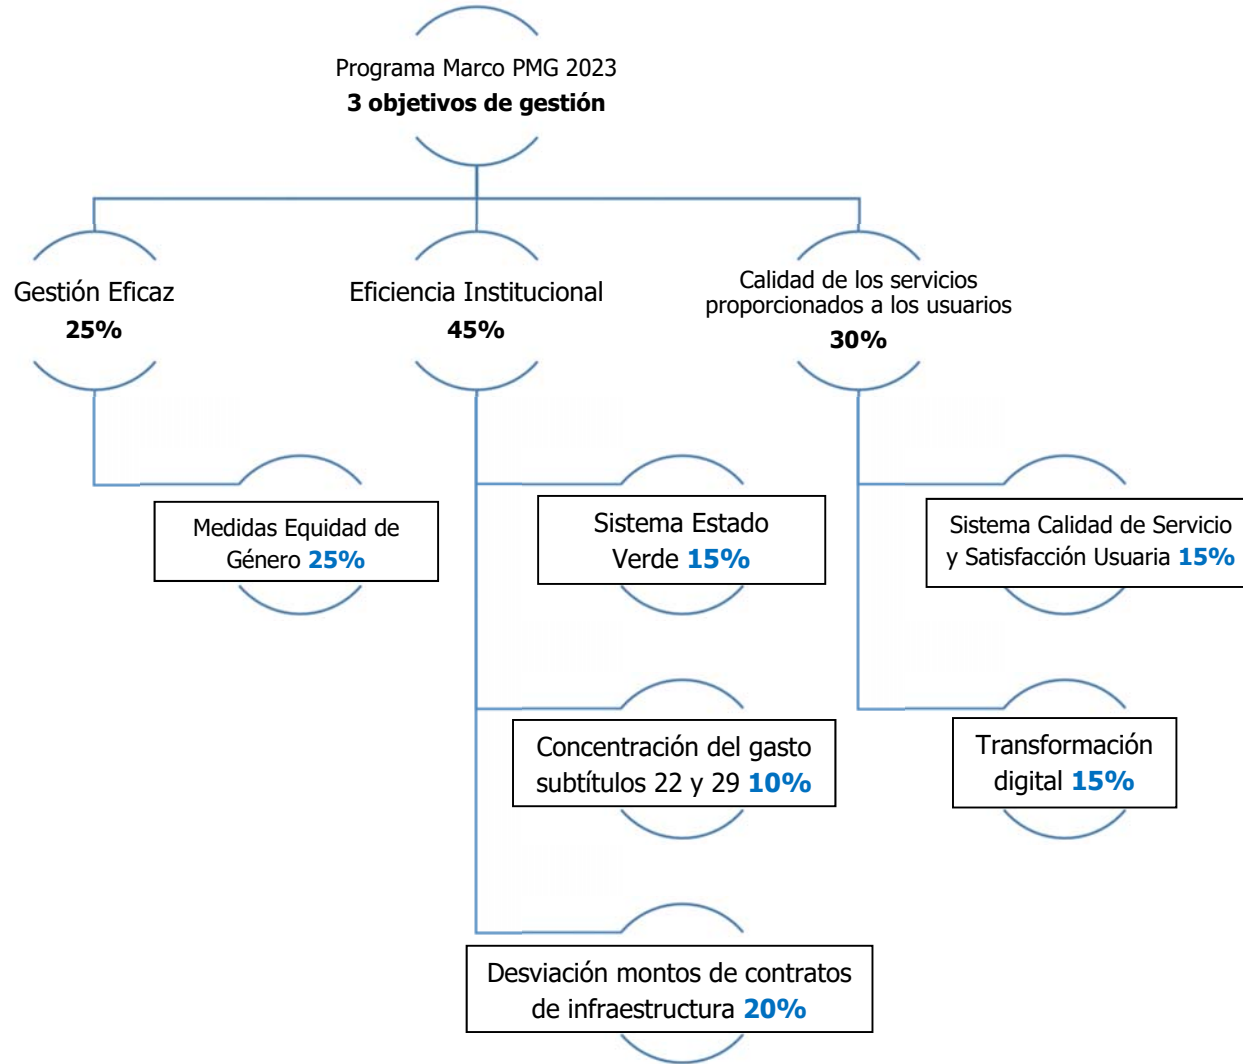 Programa Marco PMG 2023
3 objetivos de gestión
Gestión Eficaz
25%
Eficiencia Institucional
45%
Calidad de los servicios
proporcionados a los usuarios
30%
Medidas Equidad de
Género 25%
Sistema Estado
Verde 15%
Sistema Calidad de Servicio
y Satisfacción Usuaria 15%
Concentración del gasto
subtítulos 22 y 29 10%
Transformación
digital 15%
Desviación montos de contratos
de infraestructura 20%